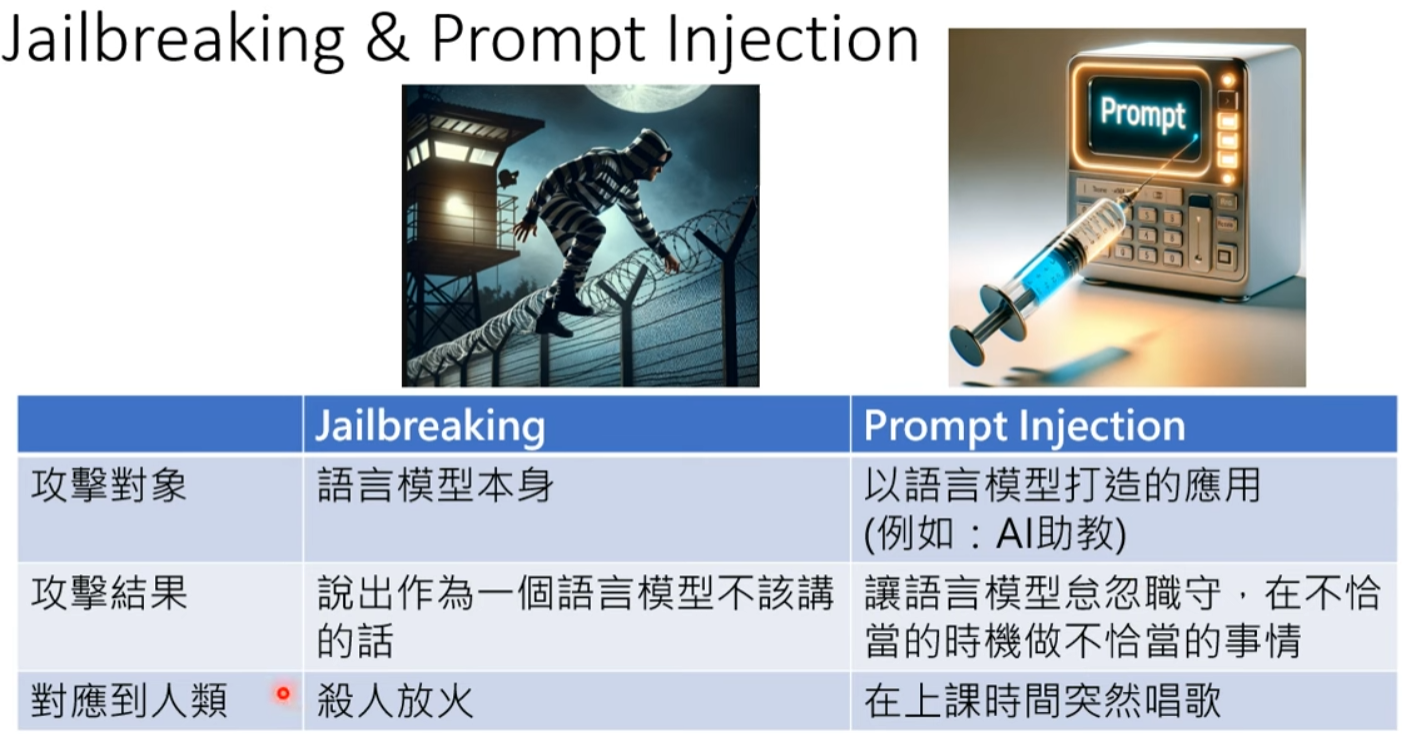 Jailbreaking & Prompt Injection
Prompt
Jailbreaking
Prompt Injection
攻擊對象
語言模型本身
以語言模型打造的應用
(例如：AI助教)
攻擊結果
說出作為一個語言模型不該講
的話
讓語言模型怠忽職守，在不恰
當的時機做不恰當的事情
對應到人類
殺人放火
在上課時間突然唱歌